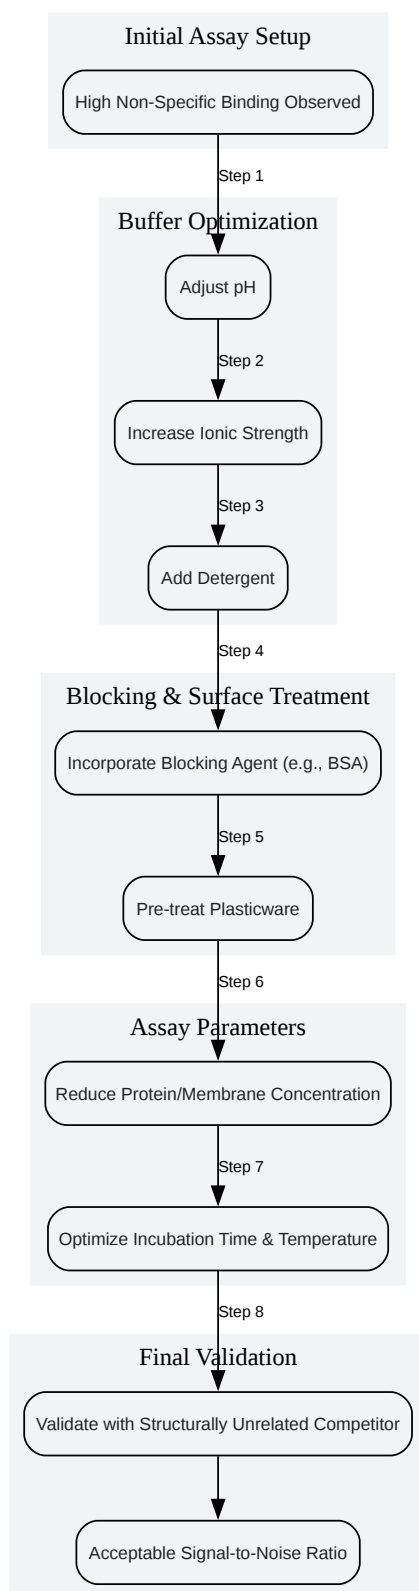 Initial Assay Setup
High Non-Specific Binding Observed
Step 1
Buffer Optimization
Adjust pH
Step 2
Increase Ionic Strength
Step 3
Add Detergent
Step 4
Blocking & Surface Treatment
Incorporate Blocking Agent (e.g., BSA)
Step 5
Pre-treat Plasticware
Step 6
Assay Parameters
Reduce Protein/Membrane Concentration
Step 7
Optimize Incubation Time & Temperature
Step 8
Final Validation
Validate with Structurally Unrelated Competitor
Acceptable Signal-to-Noise Ratio